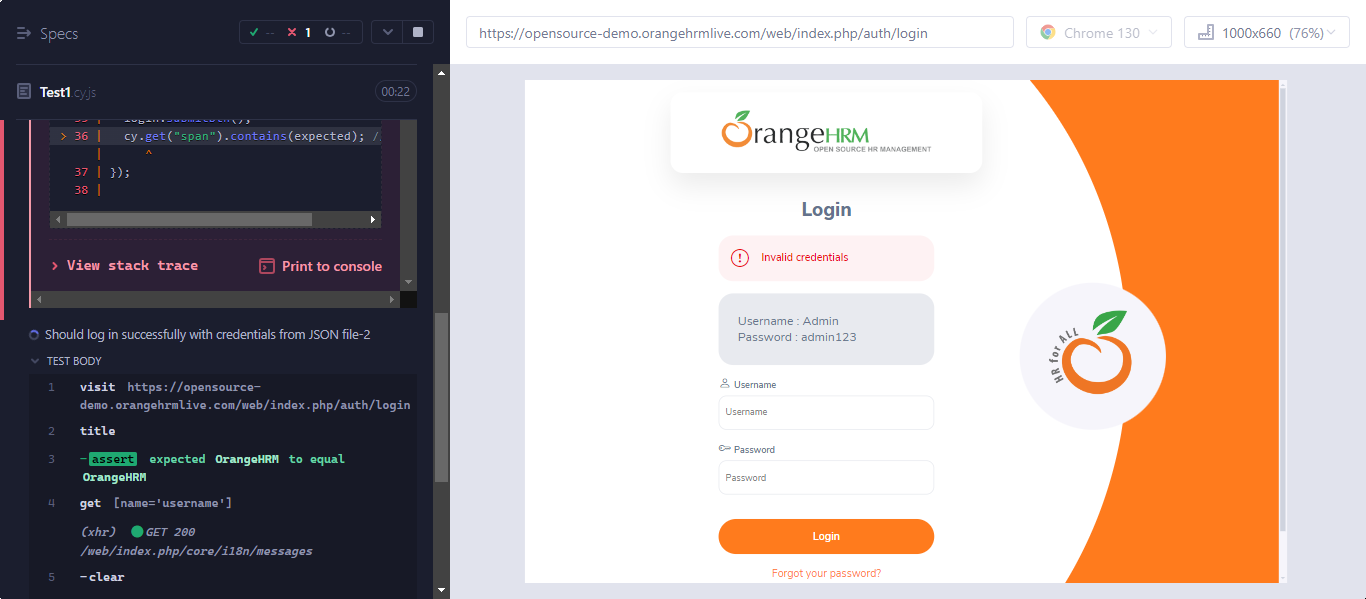 Specs
-- 1 --
Test1.cy.js
00:22
> 36 | cy.get("span").contains(expected); /
| ^
37 | });
38 |
View stack trace
Print to console
Should log in successfully with credentials from JSON file-2
TEST BODY
1 visit https://opensource-
demo.orangehrmlive.com/web/index.php/auth/login
2 title
3 -assert expected OrangeHRM to equal
OrangeHRM
4 get [name='username']
(xhr) GET 200
/web/index.php/core/i18n/messages
5 -clear
https://opensource-demo.orangehrmlive.com/web/index.php/auth/login
Chrome 130
1000x660 (76%)
OrangeHRM
OPEN SOURCE HR MANAGEMENT
Login
Invalid credentials
Username : Admin
Password : admin123
Username
Username
Password
Password
Login
Forgot your password?
HR for ALL